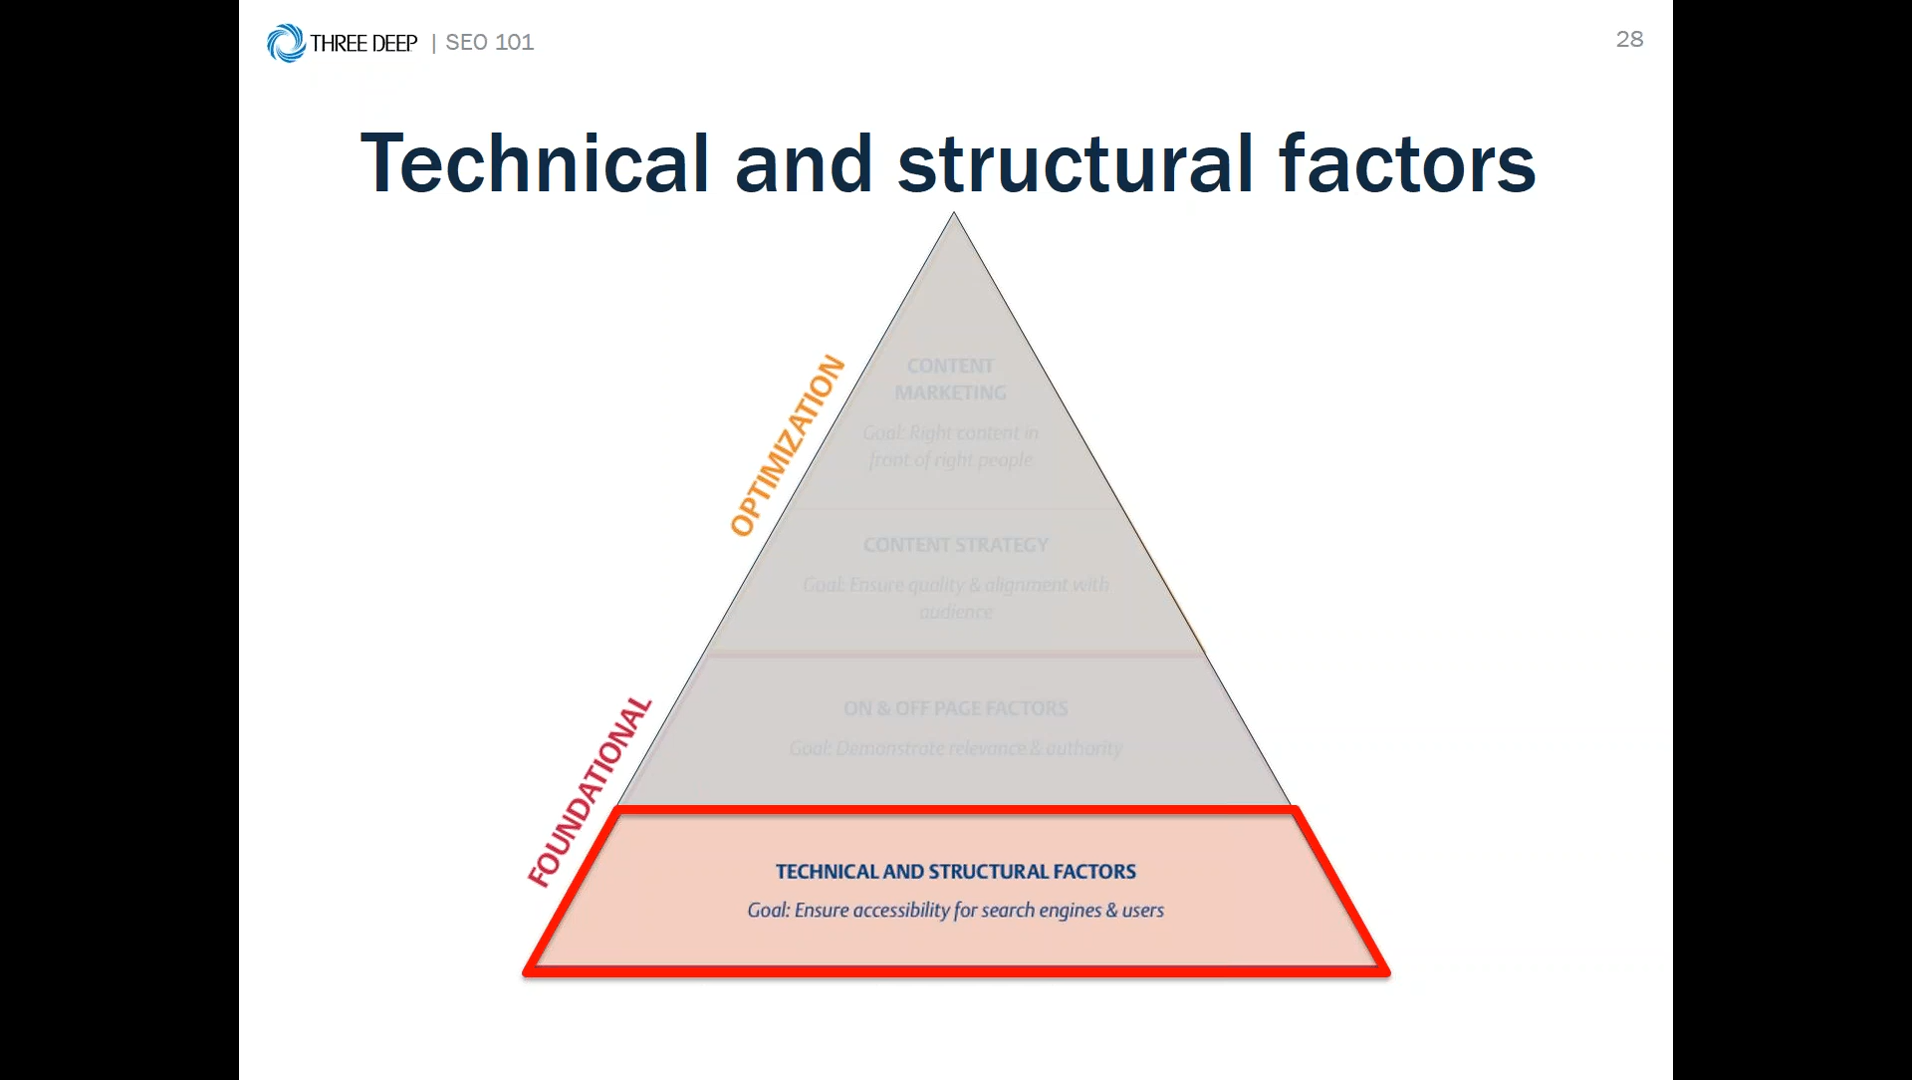 THREE DEEP | SEO 101
28
Technical and structural factors
OPTIMIZATION
CONTENT
MARKETING
Goal: Right content in
front of right people
CONTENT STRATEGY
Goal: Ensure quality & alignment with
audience
FOUNDATIONAL
ON & OFF PAGE FACTORS
Goal: Demonstrate relevance & authority
TECHNICAL AND STRUCTURAL FACTORS
Goal: Ensure accessibility for search engines & users